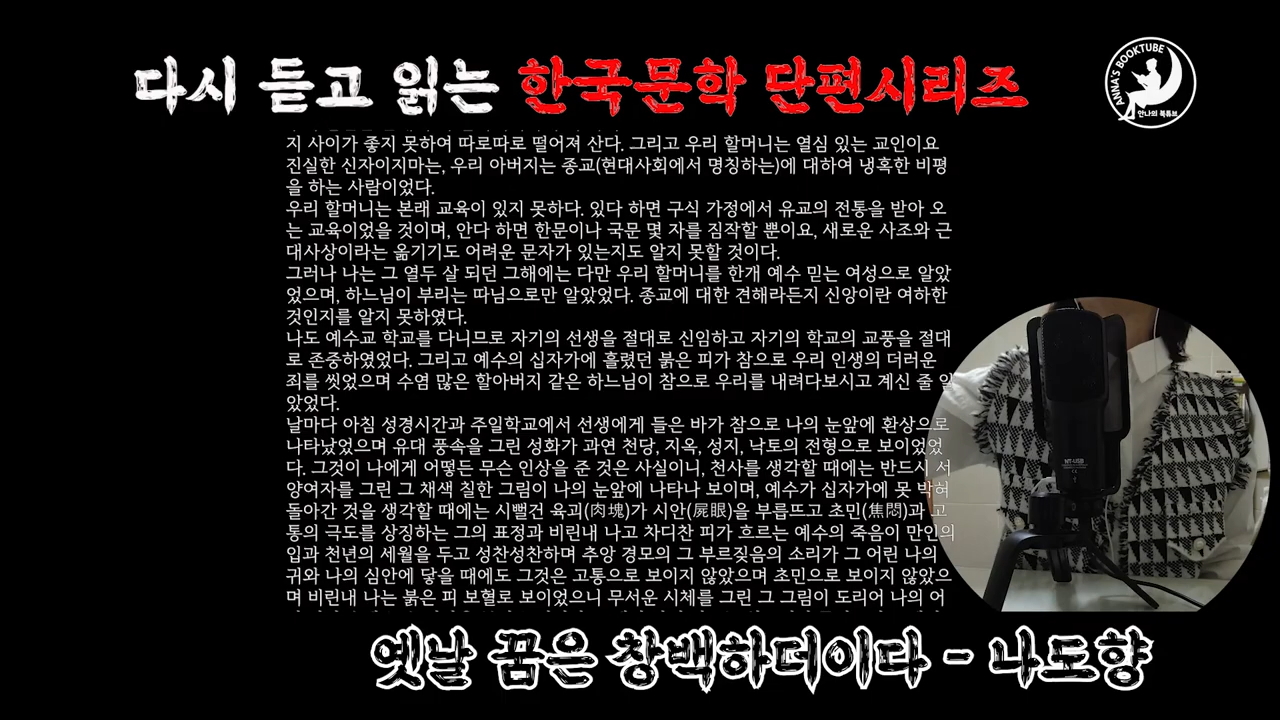 다시 듣고 읽는 한국문학 단편시리즈
ANNA'S BOOKTUBE
안나의 북튜브
지 사이가 좋지 못하여 따로따로 떨어져 산다. 그리고 우리 할머니는 열심 있는 교인이요
진실한 신자이지마는, 우리 아버지는 종교(현대사회에서 명칭하는)에 대하여 냉혹한 비평
을 하는 사람이었다.
우리 할머니는 본래 교육이 있지 못하다. 있다 하면 구식 가정에서 유교의 전통을 받아 오
는 교육이었을 것이며, 안다 하면 한문이나 국문 몇 자를 짐작할 뿐이요, 새로운 사조와 근
대사상이라는 옮기기도 어려운 문자가 있는지도 알지 못할 것이다.
그러나 나는 그 열두 살 되던 그해에는 다만 우리 할머니를 한개 예수 믿는 여성으로 알았
었으며, 하느님이 부리는 따님으로만 알았었다. 종교에 대한 견해라든지 신앙이란 여하한
것인지를 알지 못하였다.
나도 예수교 학교를 다니므로 자기의 선생을 절대로 신임하고 자기의 학교의 교풍을 절대
로 존중하였었다. 그리고 예수의 십자가에 흘렸던 붉은 피가 참으로 우리 인생의 더러운
죄를 씻었으며 수염 많은 할아버지 같은 하느님이 참으로 우리를 내려다보시고 계신 줄 알
았었다.
날마다 아침 성경시간과 주일학교에서 선생에게 들은 바가 참으로 나의 눈앞에 환상으로
나타났었으며 유대 풍속을 그린 성화가 과연 천당, 지옥, 성지, 낙토의 전형으로 보이었었
다. 그것이 나에게 어떻든 무슨 인상을 준 것은 사실이니, 천사를 생각할 때에는 반드시 서
양여자를 그린 그 채색 칠한 그림이 나의 눈앞에 나타나 보이며, 예수가 십자가에 못 박혀
돌아간 것을 생각할 때에는 시뻘건 육괴(肉塊)가 시안(屍眼)을 부릅뜨고 초민(焦悶)과 고
통의 극도를 상징하는 그의 표정과 비린내 나고 차디찬 피가 흐르는 예수의 죽음이 만인의
입과 천년의 세월을 두고 성찬성찬하며 추앙 경모의 그 부르짖음의 소리가 그 어린 나의
귀와 나의 심안에 닿을 때에도 그것은 고통으로 보이지 않았으며 초민으로 보이지 않았으
며 비린내 나는 붉은 피 보혈로 보이었으니 무서운 시체를 그린 그 그림이 도리어 나의 어
NT-USB
옛날 꿈은 창백하더이다 - 나도향